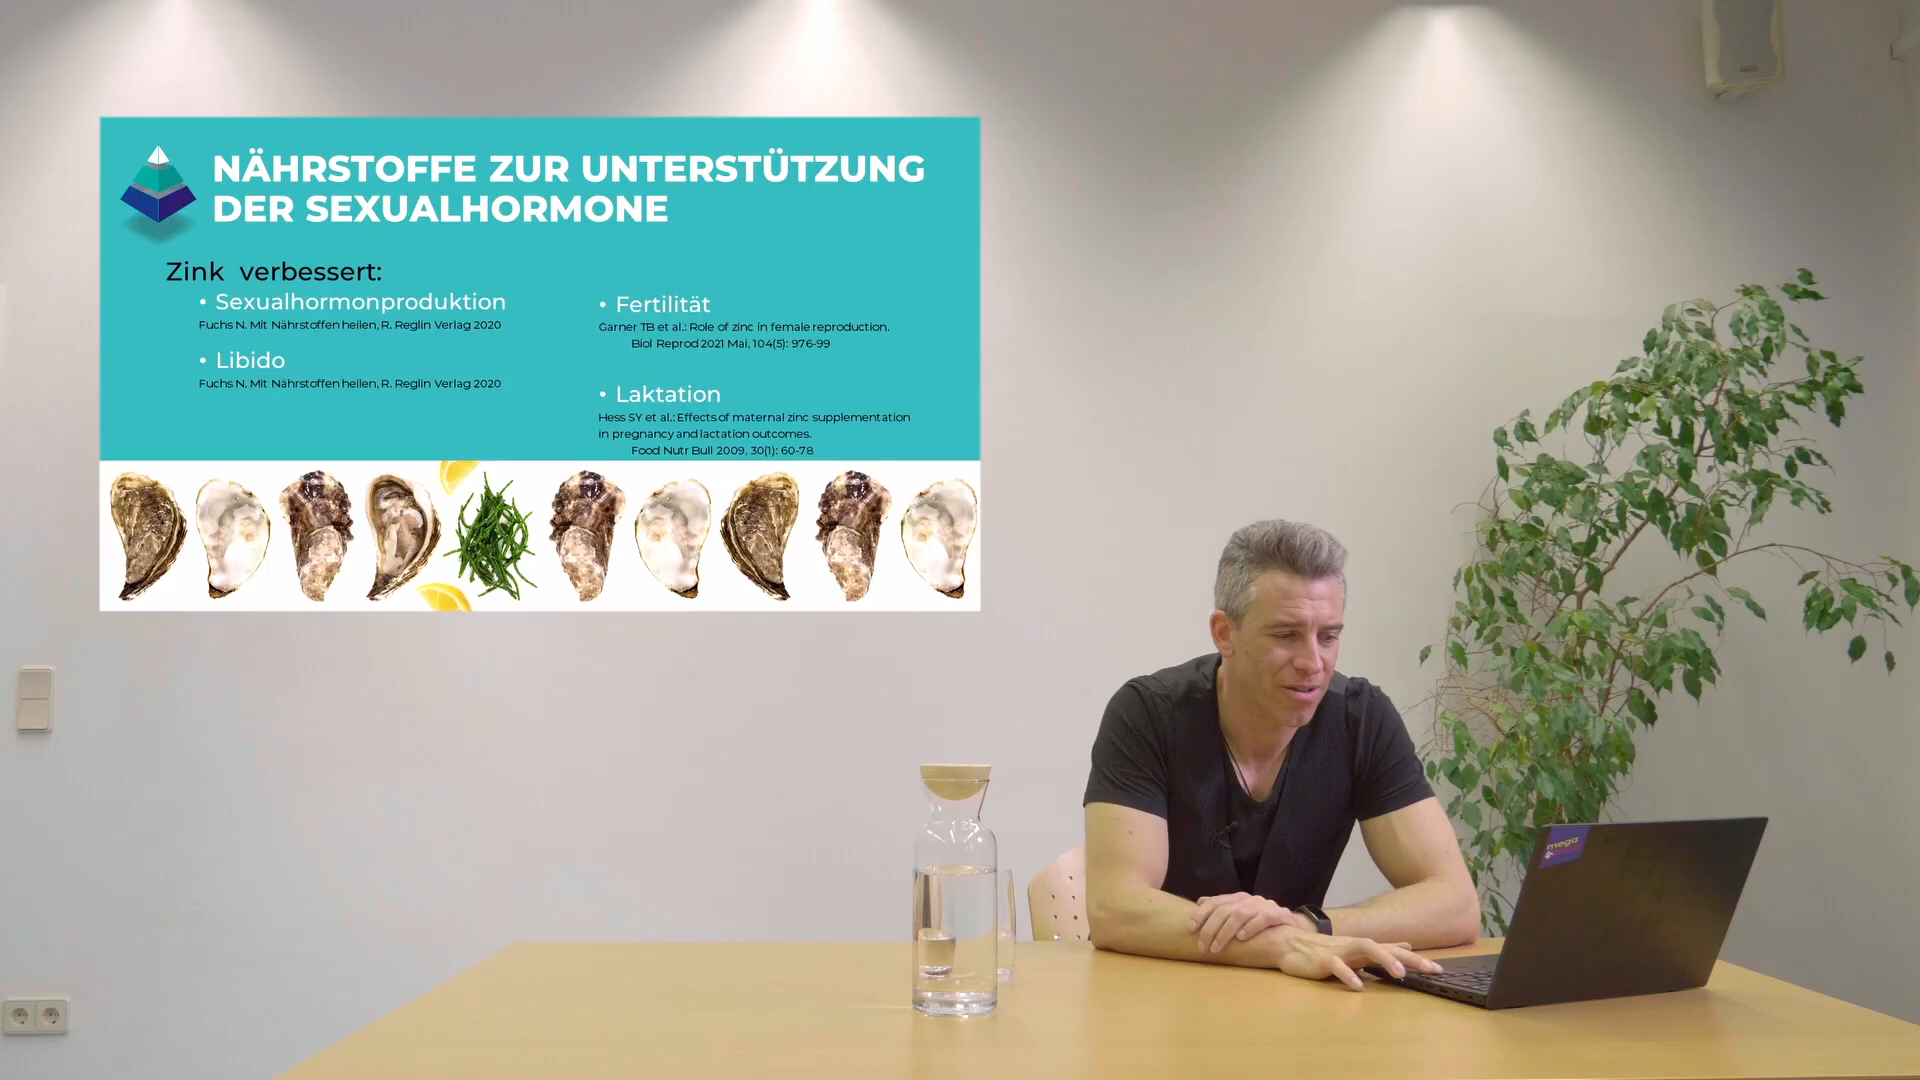 NÄHRSTOFFE ZUR UNTERSTÜTZUNG
DER SEXUALHORMONE
Zink verbessert:
• Sexualhormonproduktion
Fuchs N. Mit Nährstoffen heilen, R. Reglin Verlag 2020
• Libido
Fuchs N. Mit Nährstoffen heilen, R. Reglin Verlag 2020
• Fertilität
Garner TB et al.: Role of zinc in female reproduction.
Biol Reprod 2021 Mai, 104(5): 976-99
• Laktation
Hess SY et al.: Effects of maternal zinc supplementation
in pregnancy and lactation outcomes.
Food Nutr Bull 2009, 30(1): 60-78
mega